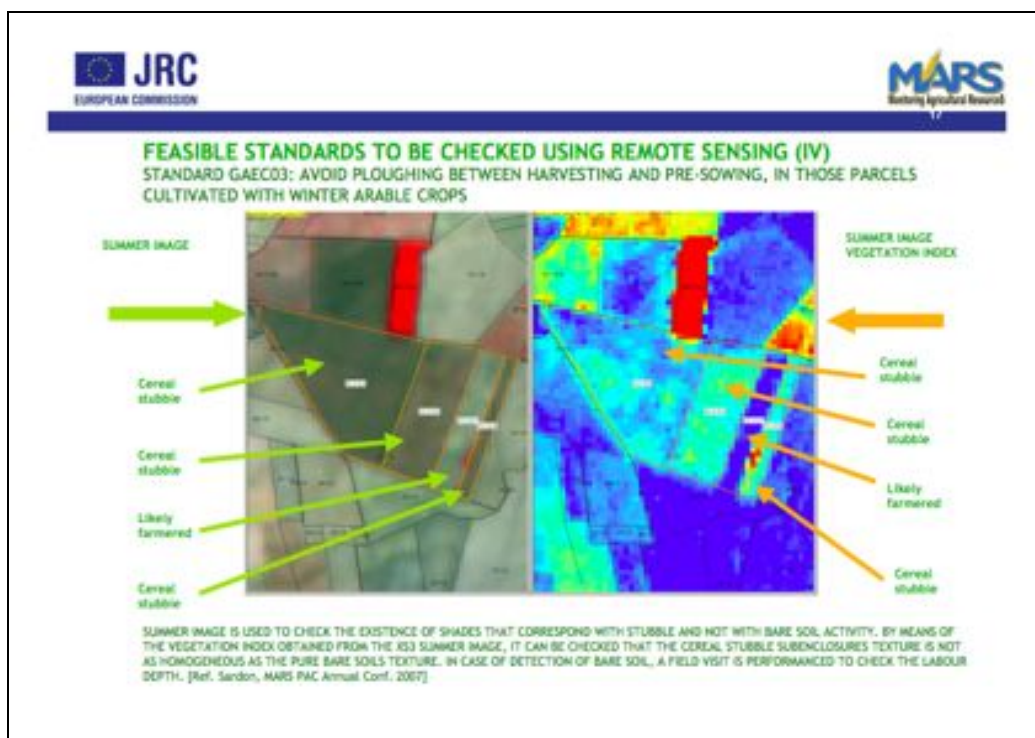 JRC
EUROPEAN COMMISSION
MARS
Monitoring Agricultural Resources
17
FEASIBLE STANDARDS TO BE CHECKED USING REMOTE SENSING (IV)
STANDARD GAEC03: AVOID PLOUGHING BETWEEN HARVESTING AND PRE-SOWING, IN THOSE PARCELS
CULTIVATED WITH WINTER ARABLE CROPS
SUMMER IMAGE
SUMMER IMAGE
VEGETATION INDEX
Cereal
stubble
Cereal
stubble
Likely
farmered
Cereal
stubble
Cereal
stubble
Cereal
stubble
Likely
farmered
Cereal
stubble
SUMMER IMAGE IS USED TO CHECK THE EXISTENCE OF SHADES THAT CORRESPOND WITH STUBBLE AND NOT WITH BARE SOIL ACTIVITY. BY MEANS OF
THE VEGETATION INDEX OBTAINED FROM THE XS3 SUMMER IMAGE, IT CAN BE CHECKED THAT THE CEREAL STUBBLE SUBENCLOSURES TEXTURE IS NOT
AS HOMOGENEOUS AS THE PURE BARE SOILS TEXTURE. IN CASE OF DETECTION OF BARE SOIL, A FIELD VISIT IS PERFORMANCED TO CHECK THE LABOUR
DEPTH. [Ref. Sardon, MARS PAC Annual Conf. 2007]